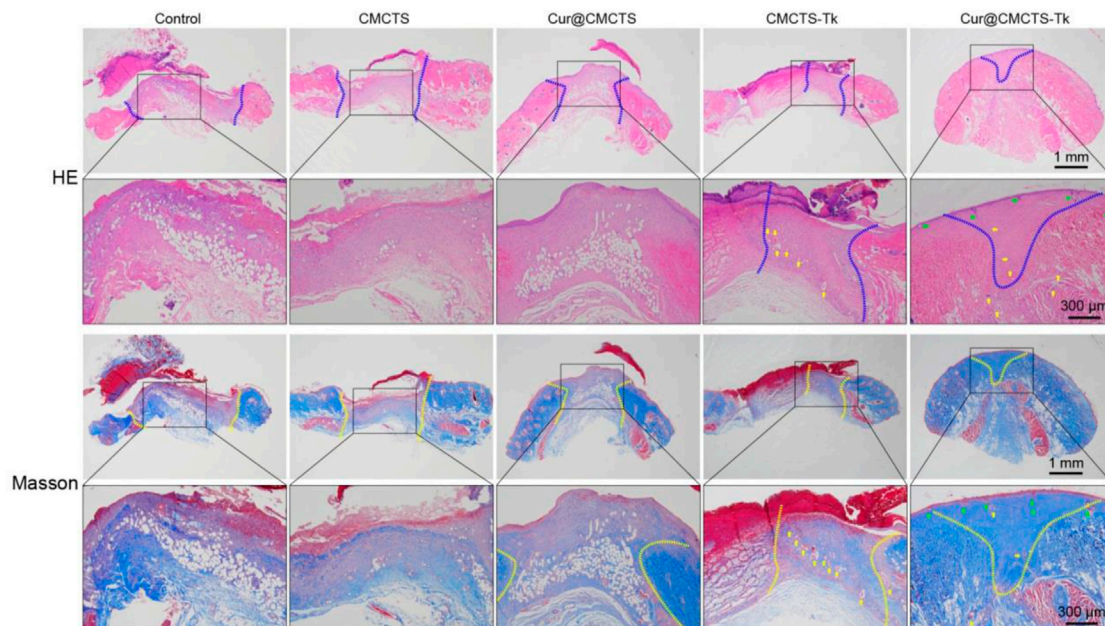 Control CMCTS Cur@CMCTS CMCTS-Tk Cur@CMCTS-Tk
HE
1 mm
300 μm
Masson
1 mm
300 μm